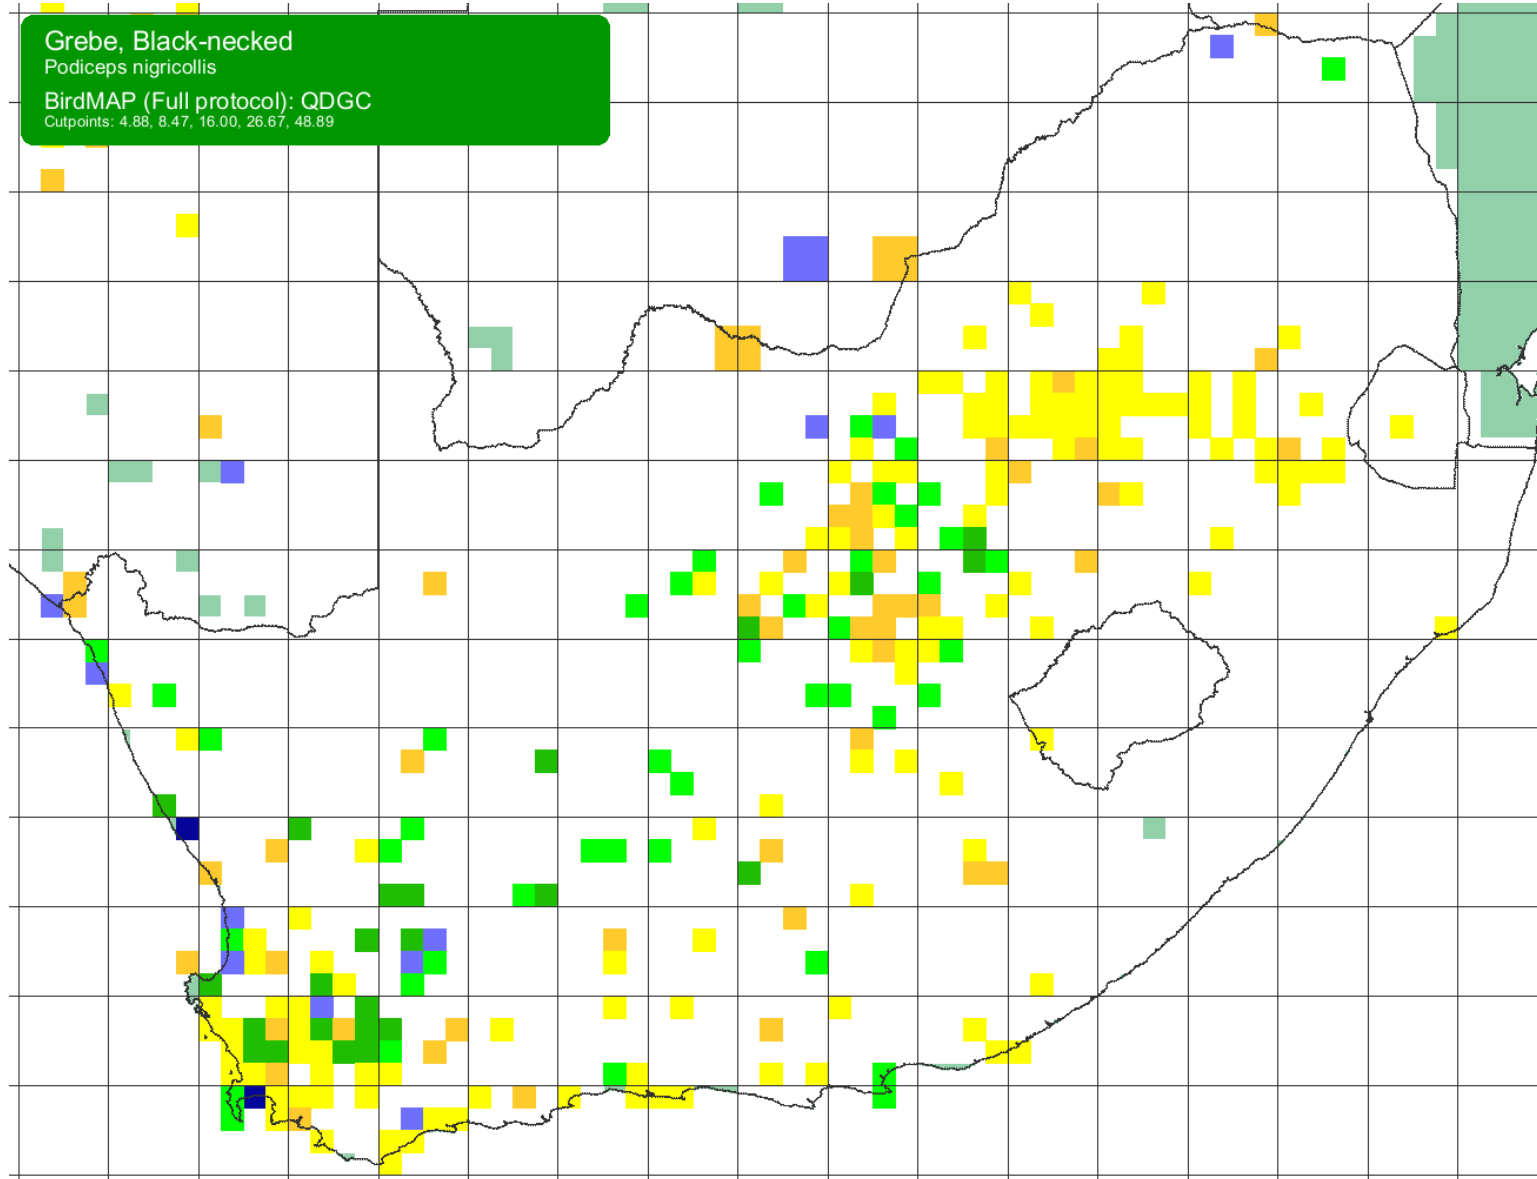 Grebe, Black-necked
Podiceps nigricollis
BirdMAP (Full protocol): QDGC
Cutpoints: 4.88, 8.47, 16.00, 26.67, 48.89